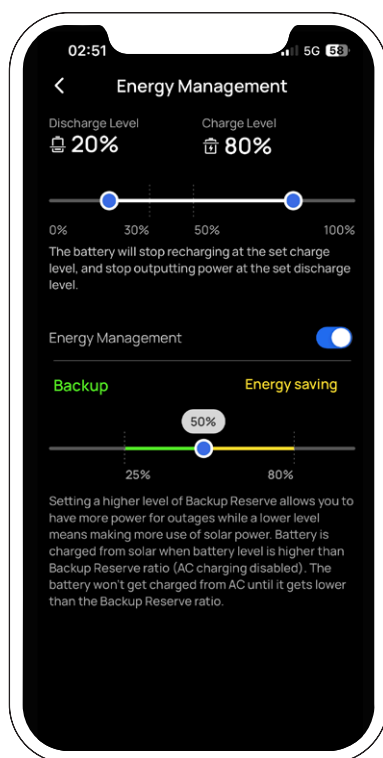 02:51 5G 58
Energy Management
Discharge Level Charge Level
20% 80%
0% 30% 50% 100%
The battery will stop recharging at the set charge
level, and stop outputting power at the set discharge
level.
Energy Management
Backup Energy saving
50%
25% 80%
Setting a higher level of Backup Reserve allows you to
have more power for outages while a lower level
means making more use of solar power. Battery is
charged from solar when battery level is higher than
Backup Reserve ratio (AC charging disabled). The
battery won't get charged from AC until it gets lower
than the Backup Reserve ratio.